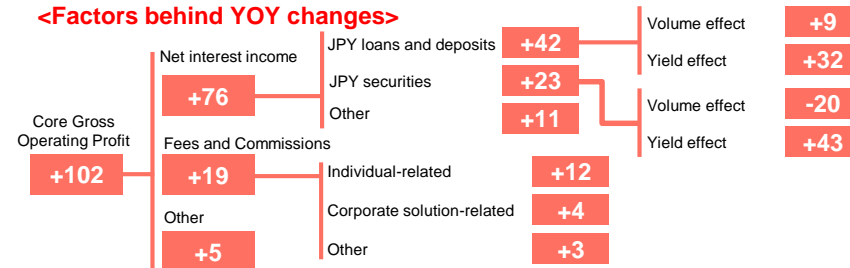 <Factors behind YOY changes>
Core Gross
Operating Profit
+102
Net interest income
+76
JPY loans and deposits
+42
Volume effect
+9
Yield effect
+32
JPY securities
+23
Volume effect
-20
Yield effect
+43
Other
+11
Fees and Commissions
+19
Individual-related
+12
Corporate solution-related
+4
Other
+3
Other
+5